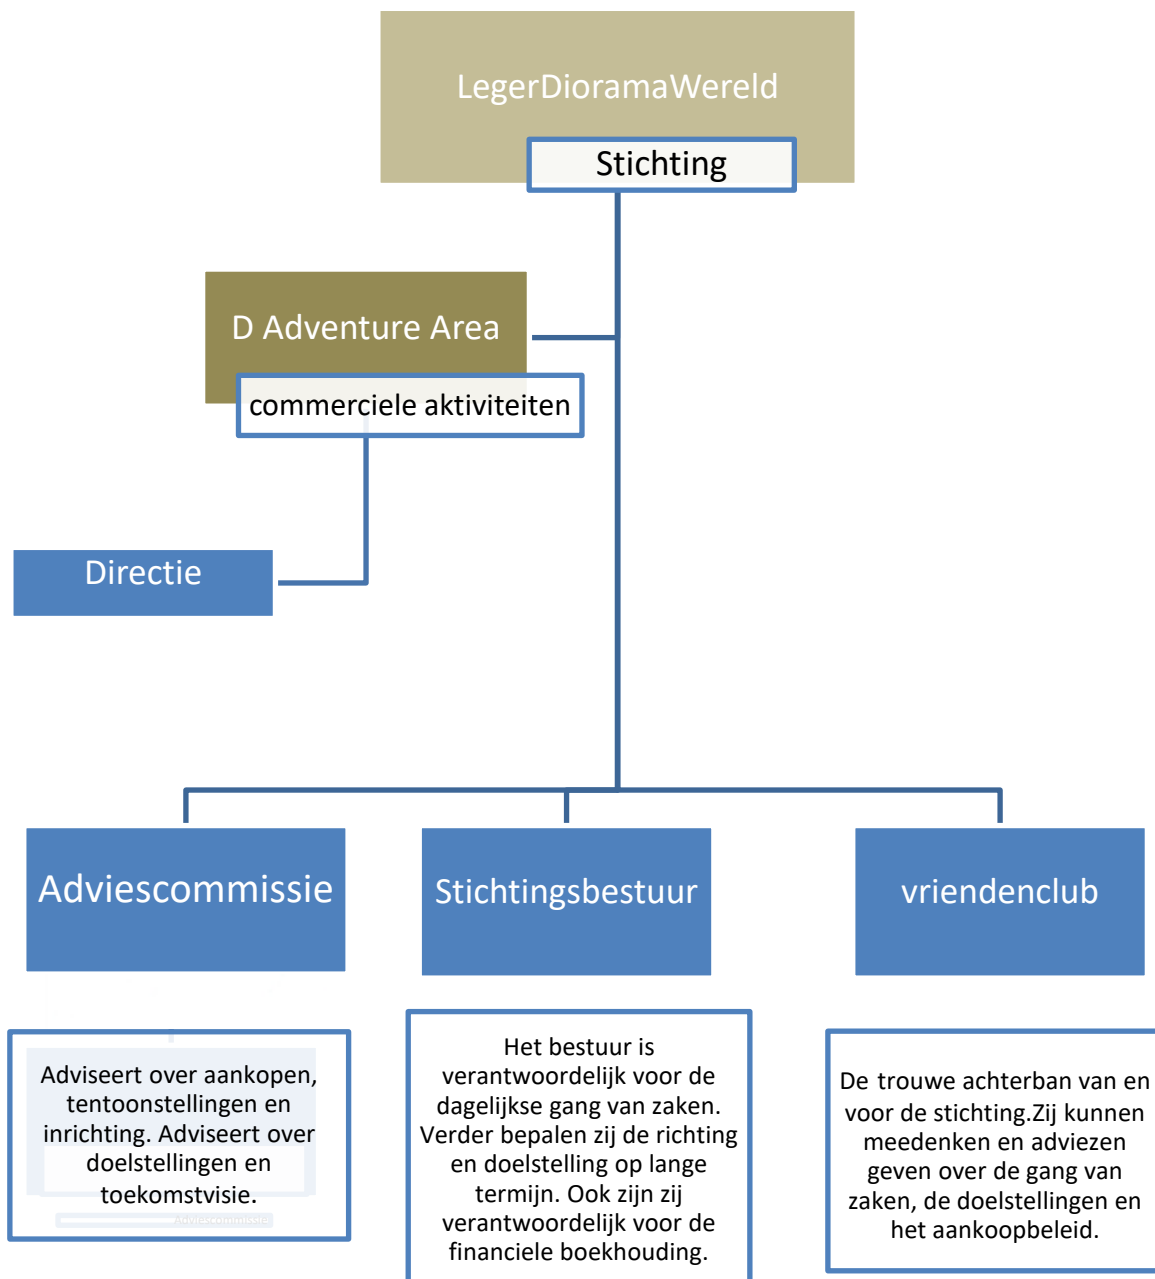 LegerDioramaWereld
Stichting
D Adventure Area
commerciele aktiviteiten
Directie
Adviescommissie
Stichtingsbestuur
vriendenclub
Adviseert over aankopen,
tentoonstellingen en
inrichting. Adviseert over
doelstellingen en
toekomstvisie.
Adviescommissie
Het bestuur is
verantwoordelijk voor de
dagelijkse gang van zaken.
Verder bepalen zij de richting
en doelstelling op lange
termijn. Ook zijn zij
verantwoordelijk voor de
financiele boekhouding.
De trouwe achterban van en
voor de stichting.Zij kunnen
meedenken en adviezen
geven over de gang van
zaken, de doelstellingen en
het aankoopbeleid.